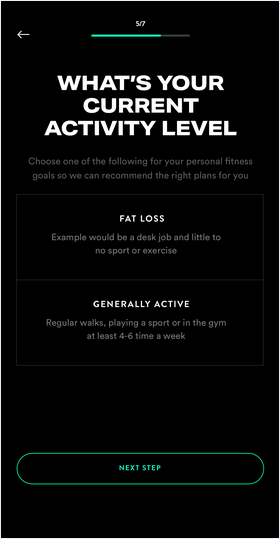 5/7
WHAT'S YOUR
CURRENT
ACTIVITY LEVEL
Choose one of the following for your personal fitness
goals so we can recommend the right plans for you
FAT LOSS
Example would be a desk job and little to
no sport or exercise
GENERALLY ACTIVE
Regular walks, playing a sport or in the gym
at least 4-6 time a week
NEXT STEP